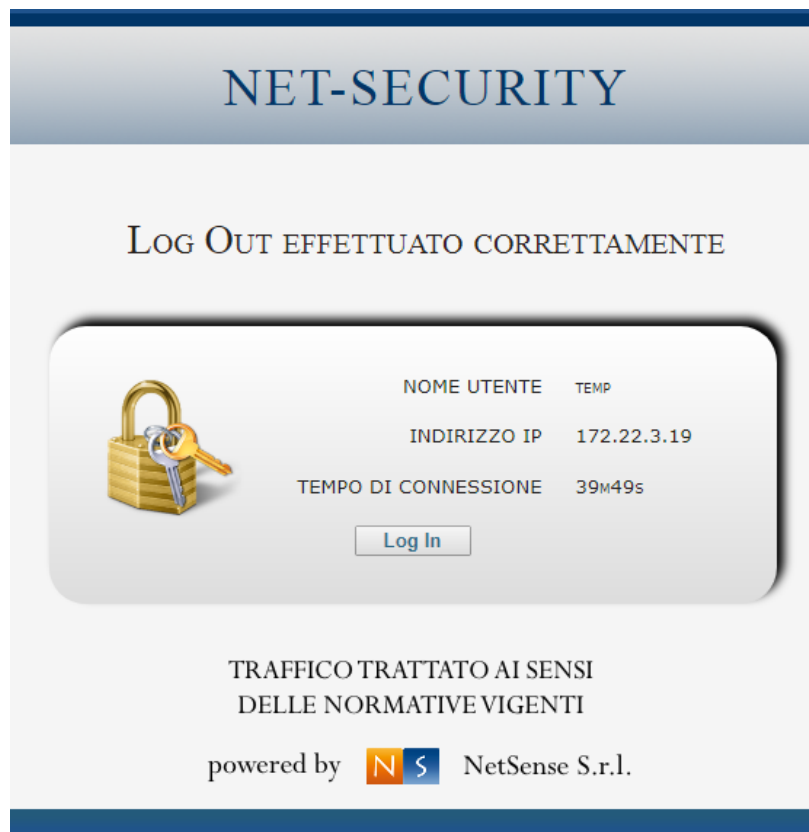 NET-SECURITY
Log Out effettuato correttamente
NOME UTENTE TEMP
INDIRIZZO IP 172.22.3.19
TEMPO DI CONNESSIONE 39M49S
Log In
TRAFFICO TRATTATO AI SENSI
DELLE NORMATIVE VIGENTI
powered by NS NetSense S.r.l.